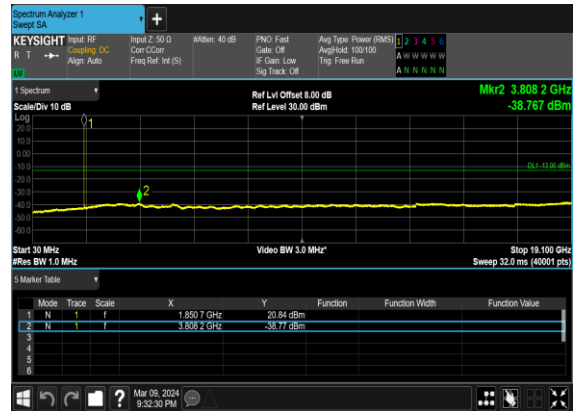 Spectrum Analyzer 1
Swept SA
+
KEYSIGHT Input: RF Input Z: 50 Ω #Atten: 40 dB PNO: Fast Avg Type: Power (RMS) 1 2 3 4 5 6
R T Coupling: DC Corr CCorr Gate: Off Avg|Hold: 100/100 A W W W W W
Align: Auto Freq Ref: Int (S) IF Gain: Low Trig: Free Run
LW Sig Track: Off A N N N N N
1 Spectrum Ref Lvl Offset 8.00 dB Mkr2 3.808 2 GHz
Scale/Div 10 dB Ref Level 30.00 dBm -38.767 dBm
Log
1
20.0
10.0
0.00
-10.0
DL1 -13.00 dBm
-20.0
-30.0
2
-40.0
-50.0
-60.0
Start 30 MHz Video BW 3.0 MHz* Stop 19.100 GHz
#Res BW 1.0 MHz Sweep 32.0 ms (40001 pts)
5 Marker Table
Mode Trace Scale X Y Function Function Width Function Value
1 N 1 f 1.850 7 GHz 20.84 dBm
2 N 1 f 3.808 2 GHz -38.77 dBm
3
4
5
6
? Mar 09, 2024
9:32:30 PM